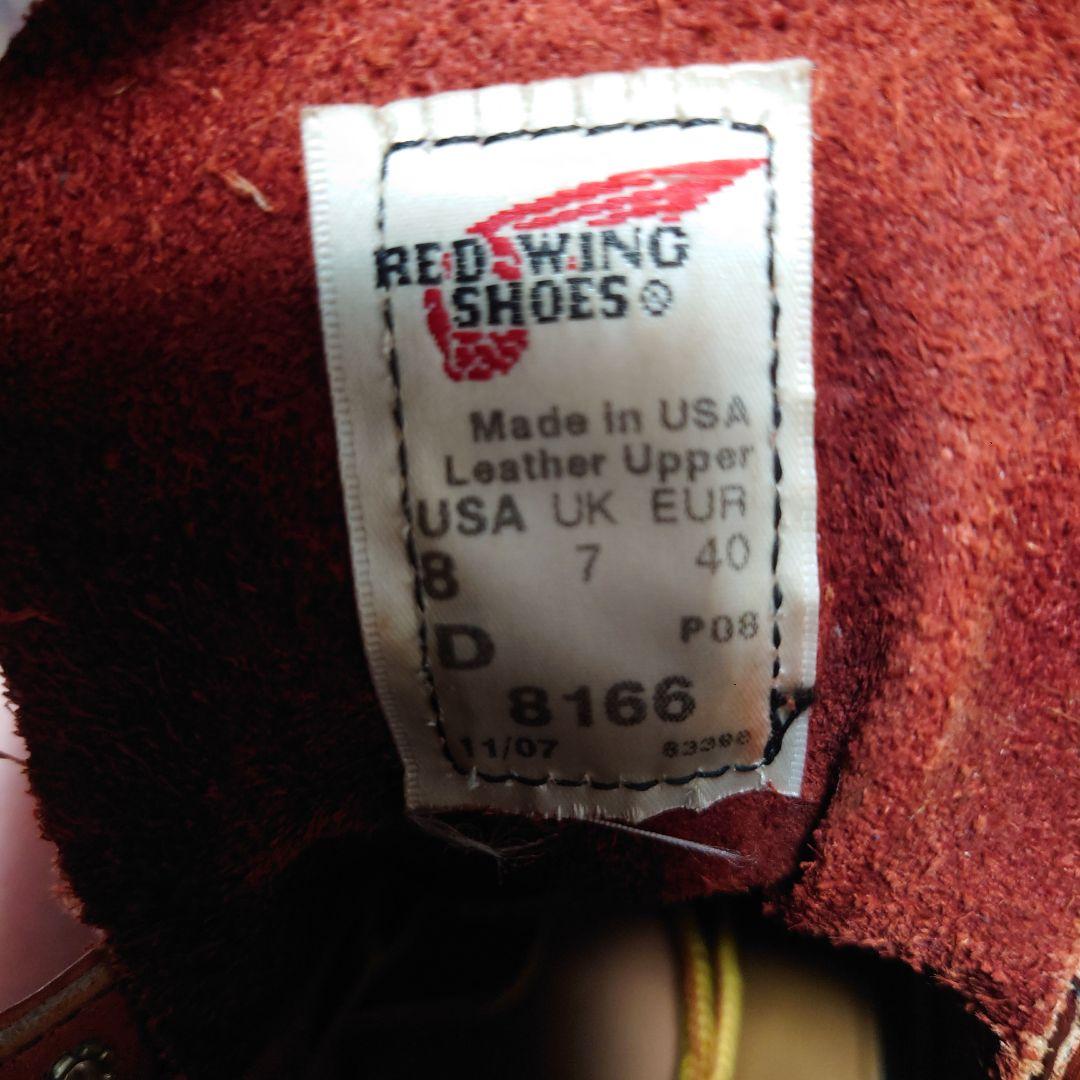 RED WING
SHOES ®
Made in USA
Leather Upper
USA UK EUR
8 7 40
D P08
8166
11/07